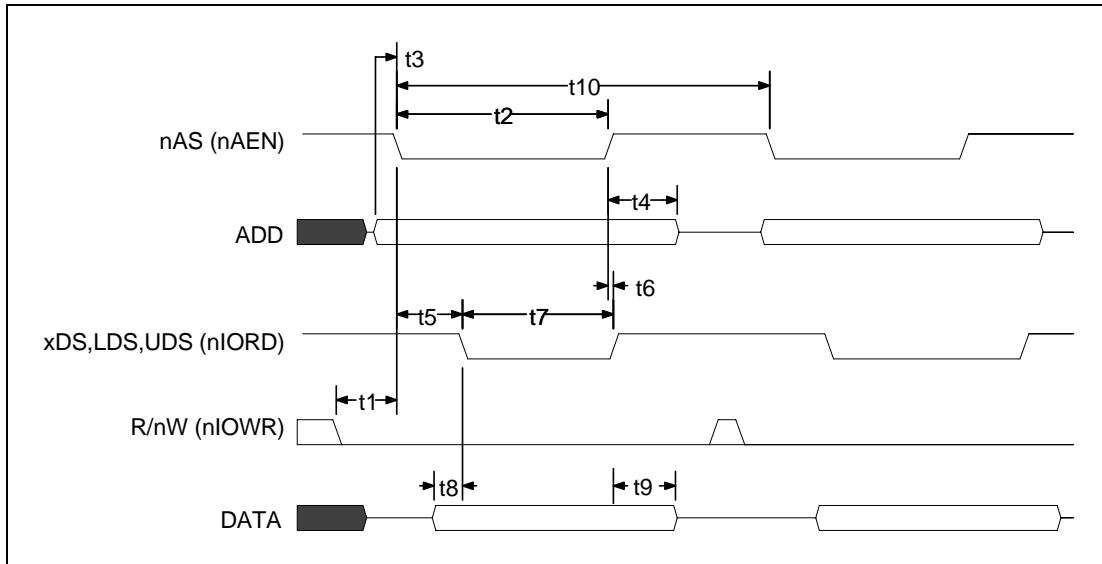 t3
t10
t2
nAS (nAEN)
t4
ADD
t6
t5
t7
xDS,LDS,UDS (nIORD)
t1
R/nW (nIOWR)
t8
t9
DATA